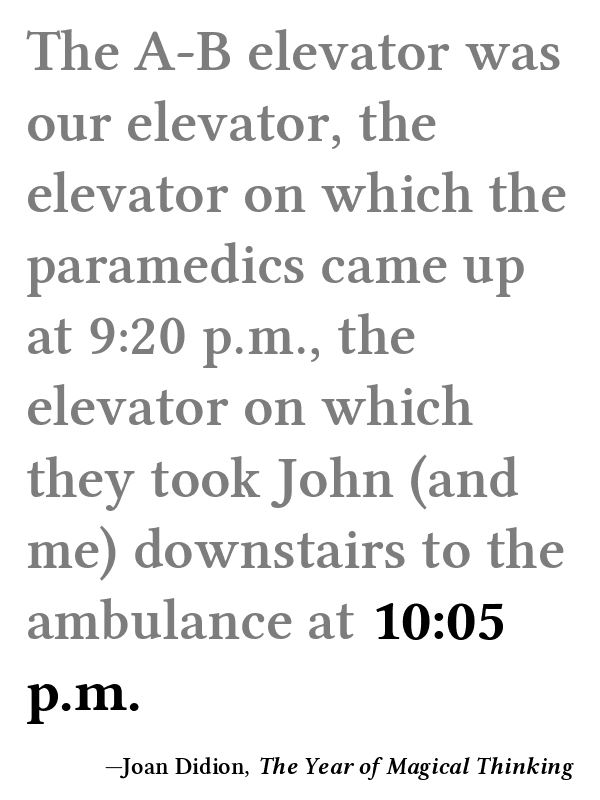 The A-B elevator was
our elevator, the
elevator on which the
paramedics came up
at 9:20 p.m., the
elevator on which
they took John (and
me) downstairs to the
ambulance at 10:05
p.m.
—Joan Didion, The Year of Magical Thinking